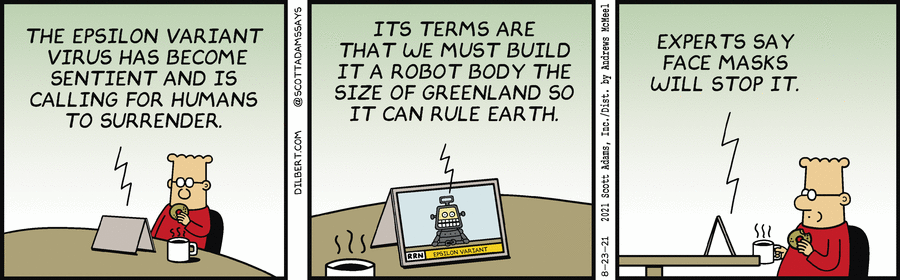 THE EPSILON VARIANT
VIRUS HAS BECOME
SENTIENT AND IS
CALLING FOR HUMANS
TO SURRENDER.
DILBERT.COM @SCOTTADAMSSAYS
ITS TERMS ARE
THAT WE MUST BUILD
IT A ROBOT BODY THE
SIZE OF GREENLAND SO
IT CAN RULE EARTH.
RRN EPSILON VARIANT
8-23-21 2021 Scott Adams, Inc./Dist. by Andrews McMeel
EXPERTS SAY
FACE MASKS
WILL STOP IT.